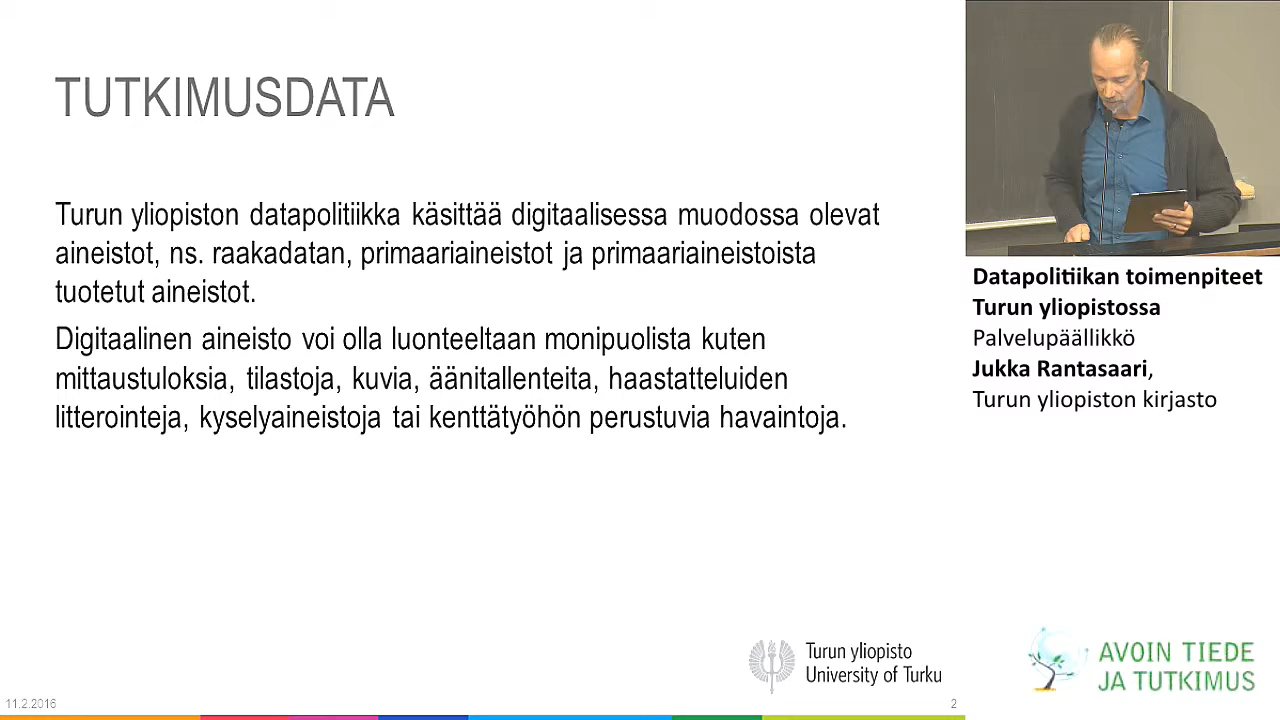 TUTKIMUSDATA
Turun yliopiston datapolitiikka käsittää digitaalisessa muodossa olevat
aineistot, ns. raakadatan, primaariaineistot ja primaariaineistoista
tuotetut aineistot.
Digitaalinen aineisto voi olla luonteeltaan monipuolista kuten
mittaustuloksia, tilastoja, kuvia, äänitallenteita, haastatteluiden
litterointeja, kyselyaineistoja tai kenttätyöhön perustuvia havaintoja.
Datapolitiikan toimenpiteet
Turun yliopistossa
Palvelupäällikkö
Jukka Rantasaari,
Turun yliopiston kirjasto
Turun yliopisto
University of Turku
AVOIN TIEDE
JA TUTKIMUS
11.2.2016
2